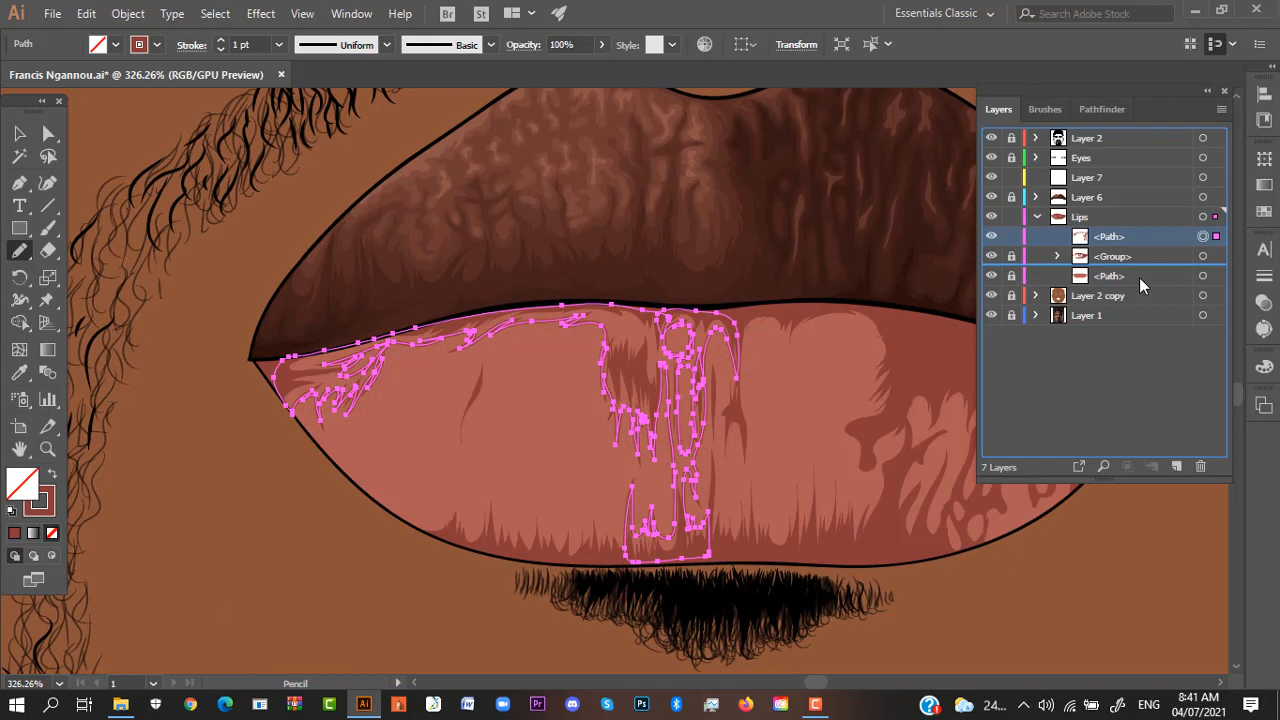 Ai File Edit Object Type Select Effect View Window Help Br St Essentials Classic Search Adobe Stock
Path Stroke: 1 pt Uniform Basic Opacity: 100% Style: Transform
Francis Ngannou.ai* @ 326.26% (RGB/GPU Preview)
Layers Brushes Pathfinder
Layer 2
Eyes
Layer 7
Layer 6
Lips
<Path>
<Group>
<Path>
Layer 2 copy
Layer 1
7 Layers
326.26% 1 Pencil
Ai Pr Ps 24... ENG 8:41 AM
04/07/2021